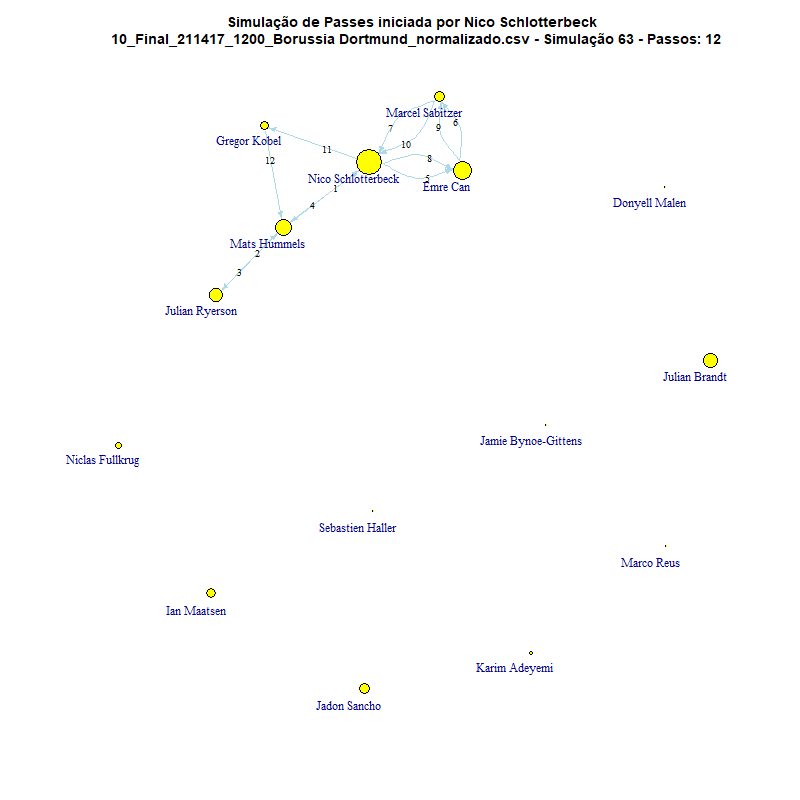 Simulação de Passes iniciada por Nico Schlotterbeck
10_Final_211417_1200_Borussia Dortmund_normalizado.csv - Simulação 63 - Passos: 12
Marcel Sabitzer
6
7
9
Gregor Kobel
10
11
8
12
Nico Schlotterbeck
5
Emre Can
1
Donyell Malen
4
Mats Hummels
2
3
Julian Ryerson
Julian Brandt
Jamie Bynoe-Gittens
Niclas Fullkrug
Sebastien Haller
Marco Reus
Ian Maatsen
Karim Adeyemi
Jadon Sancho